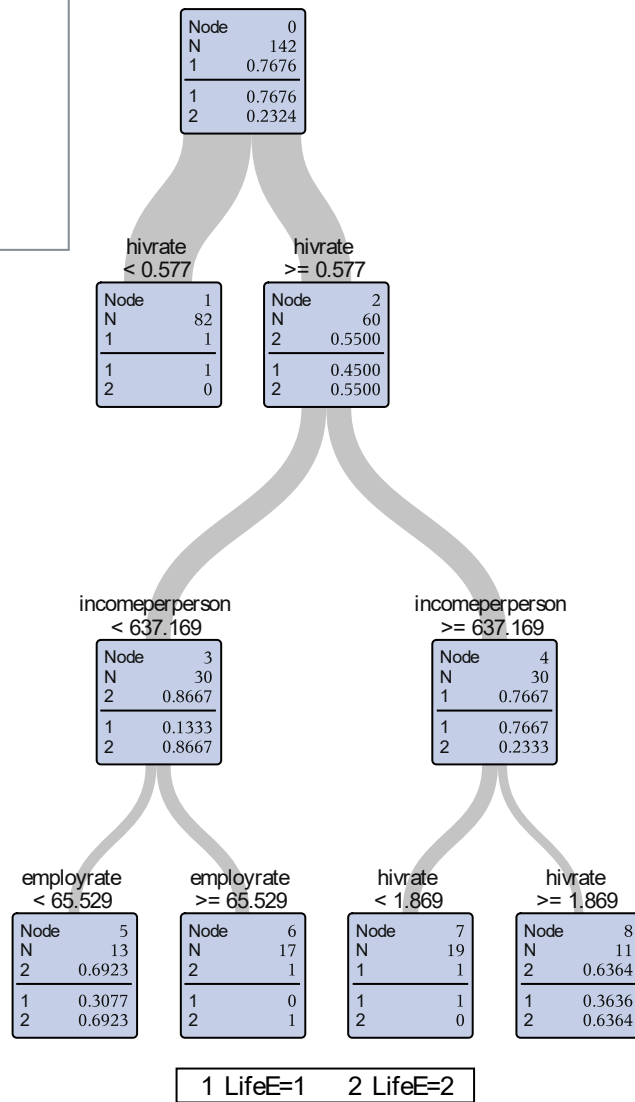 Node 0
N 142
1 0.7676
1 0.7676
2 0.2324
hivrate
< 0.577
hivrate
>= 0.577
Node 1
N 82
1 1
1 1
2 0
Node 2
N 60
2 0.5500
1 0.4500
2 0.5500
incomeperperson
< 637.169
incomeperperson
>= 637.169
Node 3
N 30
2 0.8667
1 0.1333
2 0.8667
Node 4
N 30
1 0.7667
1 0.7667
2 0.2333
employrate
< 65.529
employrate
>= 65.529
hivrate
< 1.869
hivrate
>= 1.869
Node 5
N 13
2 0.6923
1 0.3077
2 0.6923
Node 6
N 17
2 1
1 0
2 1
Node 7
N 19
1 1
1 1
2 0
Node 8
N 11
2 0.6364
1 0.3636
2 0.6364
1 LifeE=1 2 LifeE=2